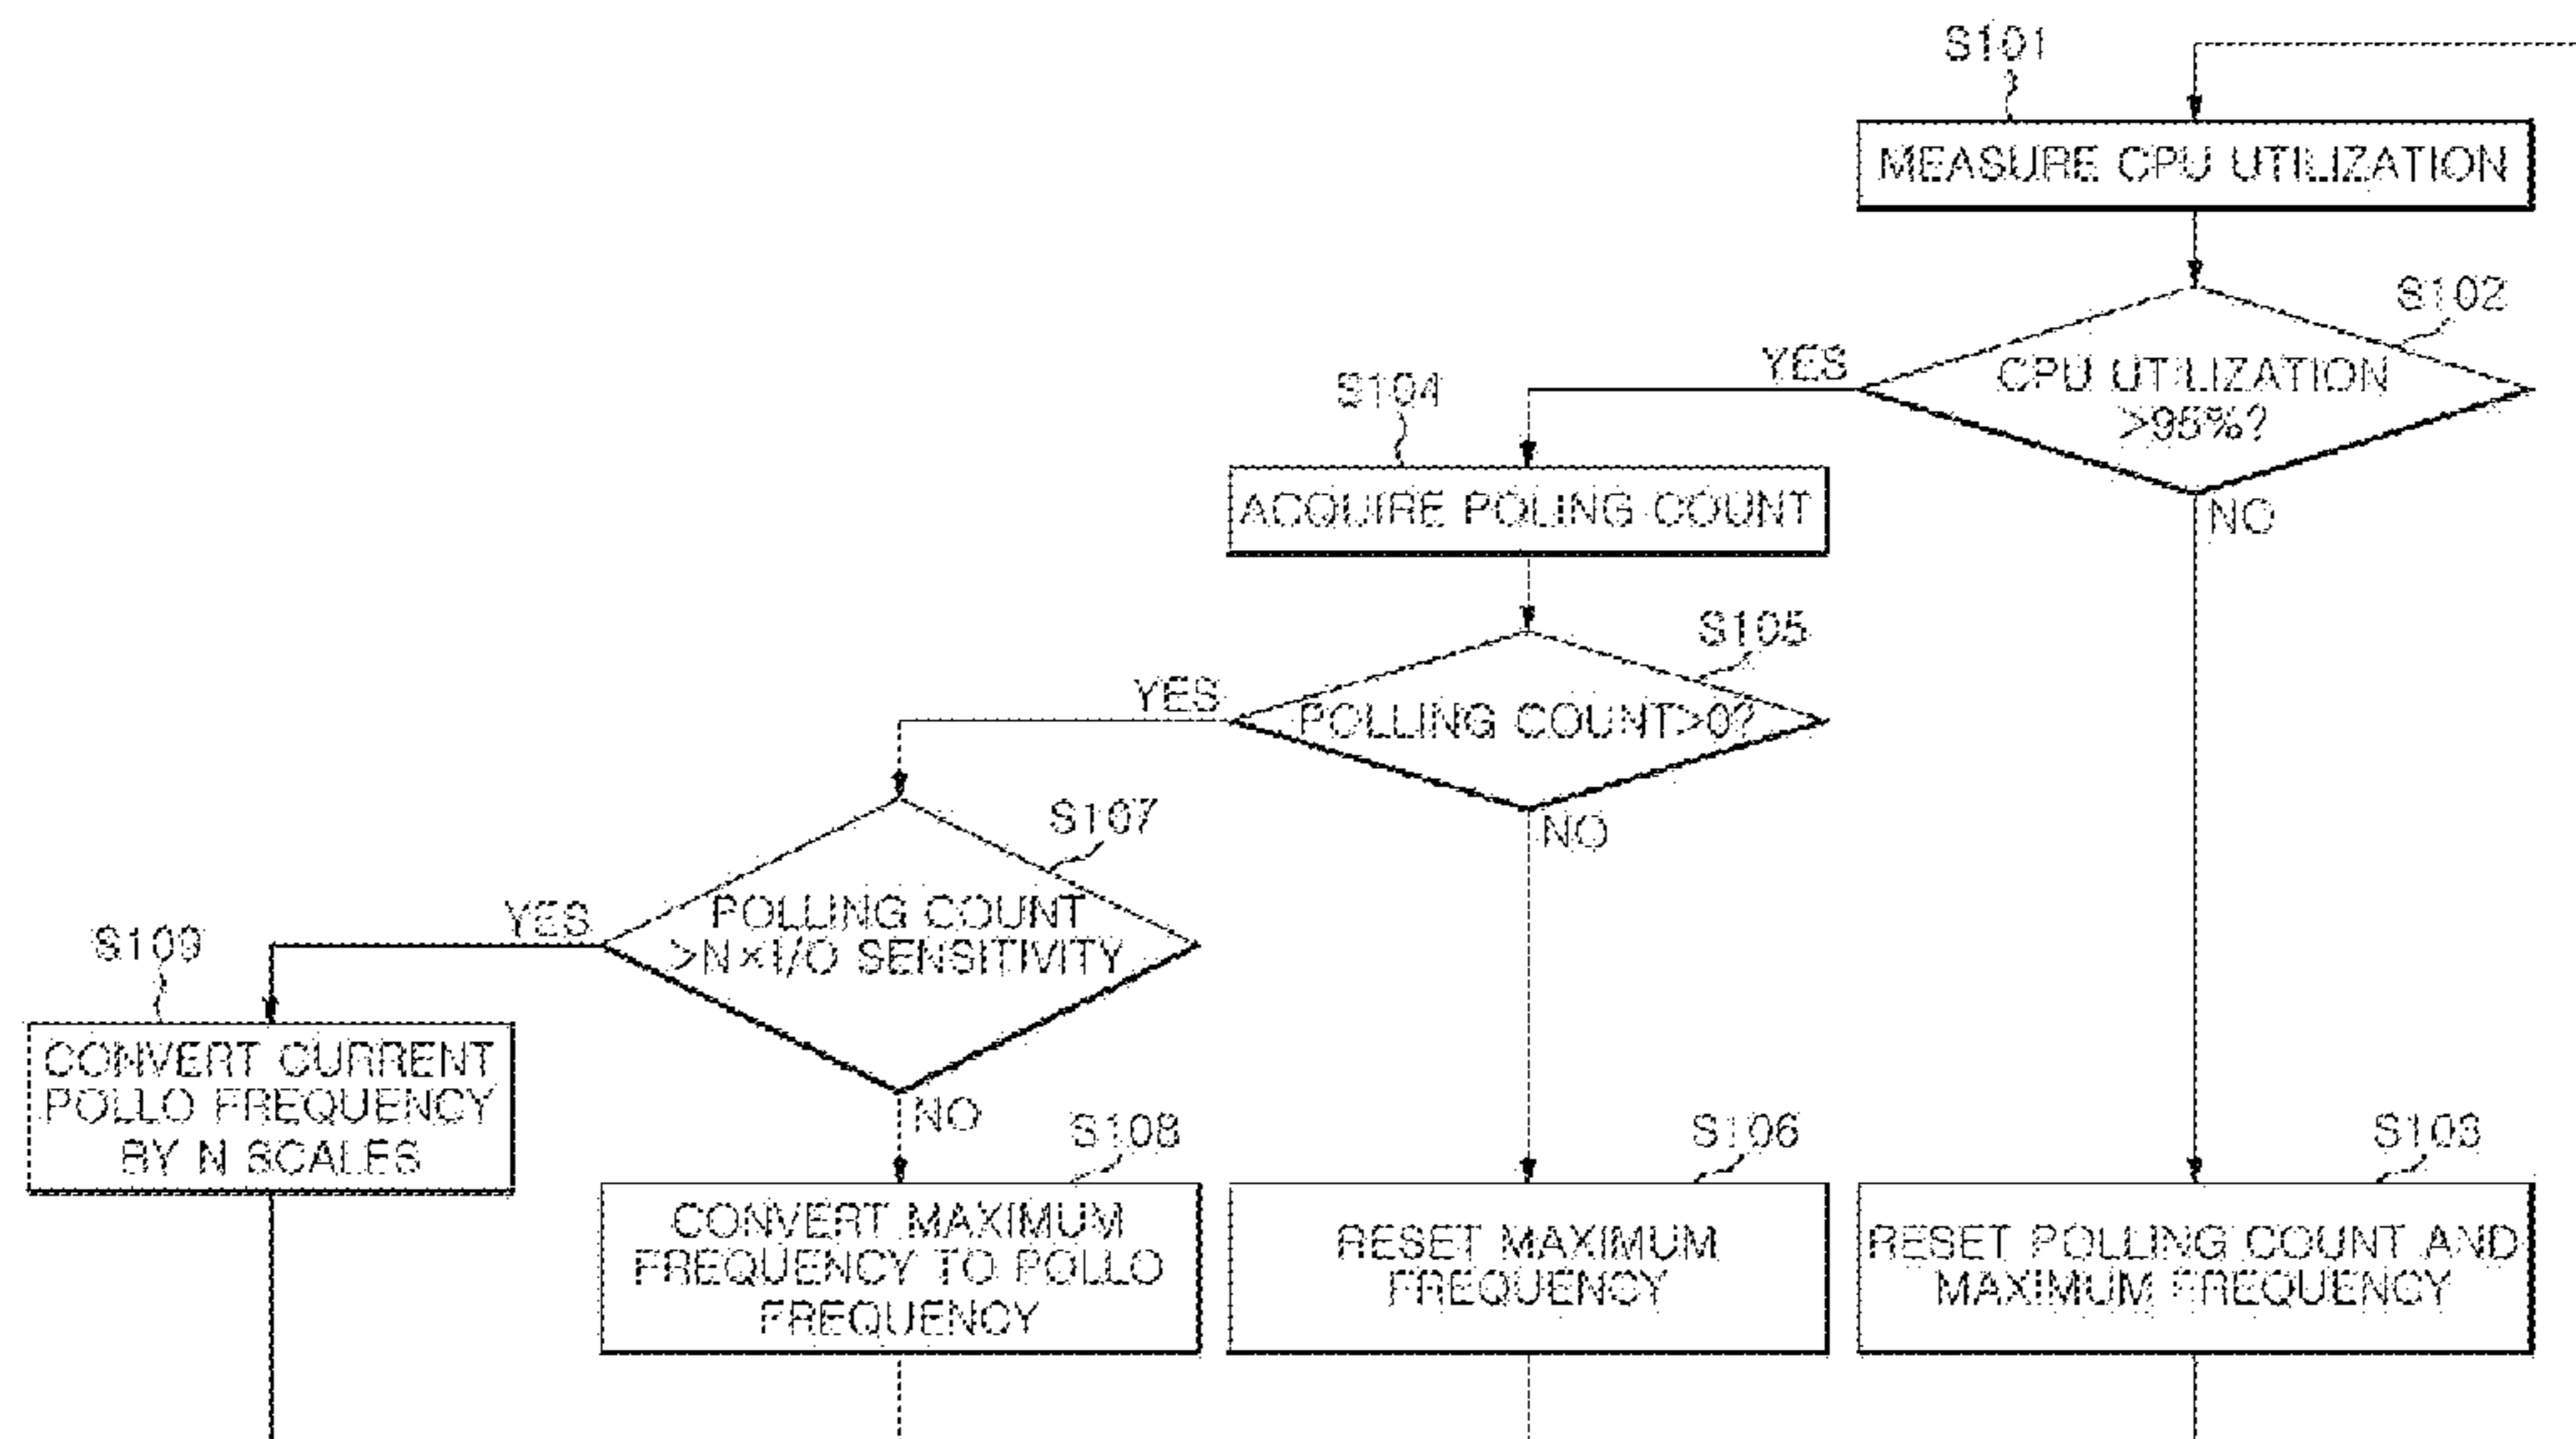 S101
MEASURE CPU UTILIZATION
S102
CPU UTILIZATION
>95%?
YES
NO
S104
ACQUIRE POLING COUNT
S105
POLLING COUNT>0?
YES
NO
S107
POLLING COUNT
>N×I/O SENSITIVITY
YES
NO
S109
CONVERT CURRENT
POLLO FREQUENCY
BY N SCALES
S108
CONVERT MAXIMUM
FREQUENCY TO POLLO
FREQUENCY
S106
RESET MAXIMUM
FREQUENCY
S103
RESET POLLING COUNT AND
MAXIMUM FREQUENCY